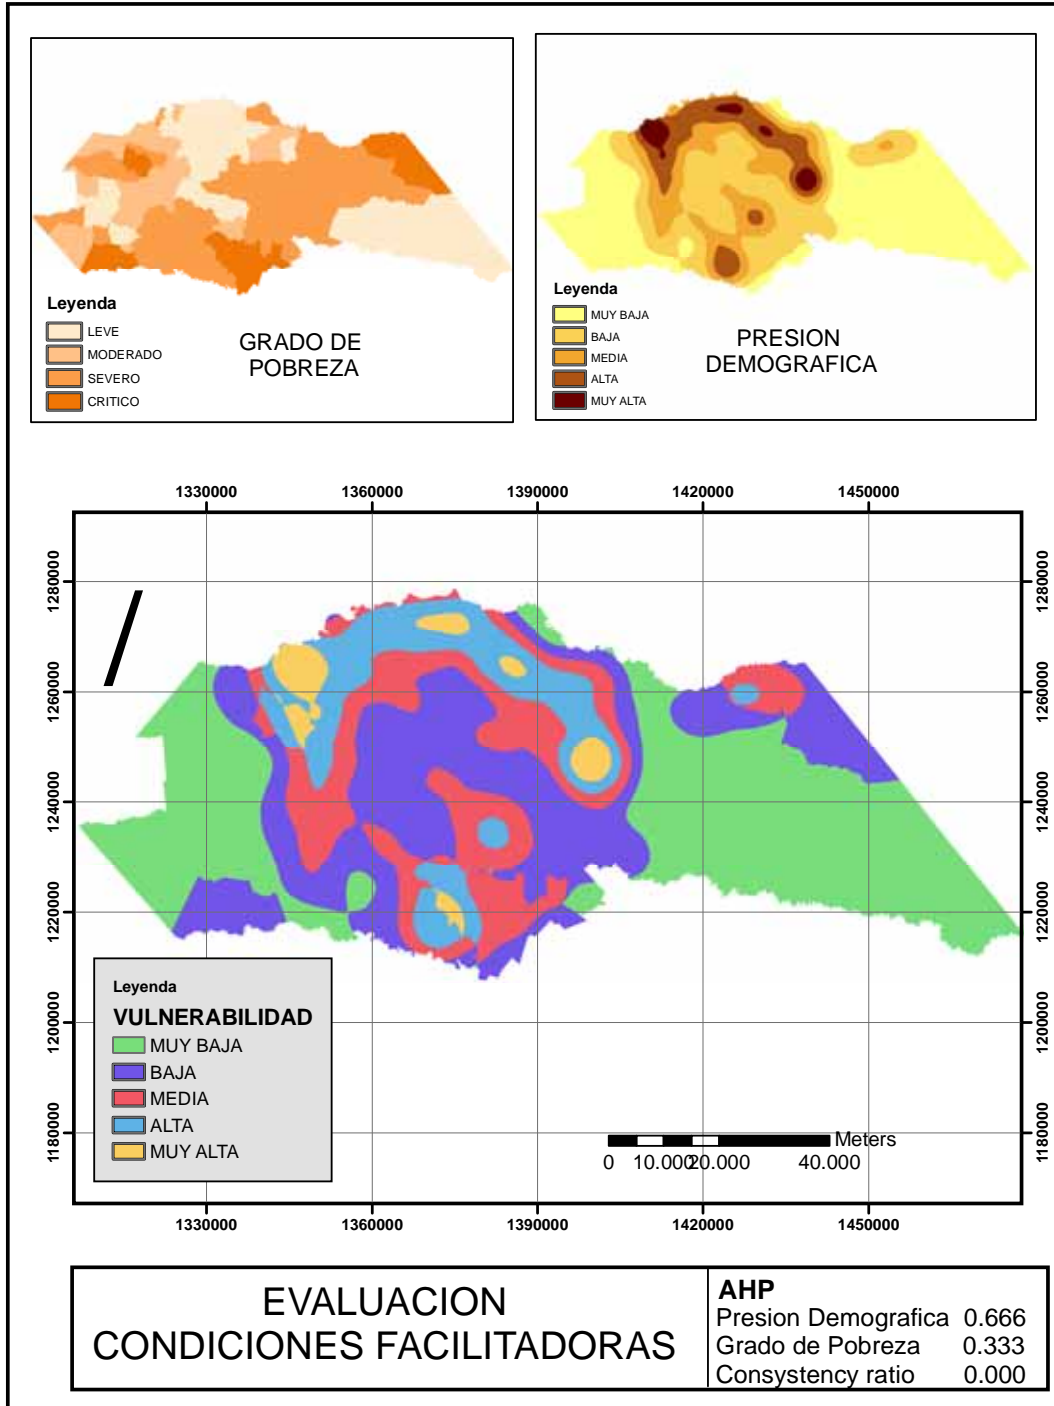 Leyenda
LEVE
MODERADO
SEVERO
CRITICO
GRADO DE
POBREZA
Leyenda
MUY BAJA
BAJA
MEDIA
ALTA
MUY ALTA
PRESION
DEMOGRAFICA
1330000 1360000 1390000 1420000 1450000
1280000 1280000
1260000 1260000
1240000 1240000
1220000 1220000
1200000 1200000
1180000 1180000
Leyenda
VULNERABILIDAD
MUY BAJA
BAJA
MEDIA
ALTA
MUY ALTA
Meters
0 10.000 20.000 40.000
1330000 1360000 1390000 1420000 1450000
EVALUACION
CONDICIONES FACILITADORAS
AHP
Presion Demografica 0.666
Grado de Pobreza 0.333
Consystency ratio 0.000